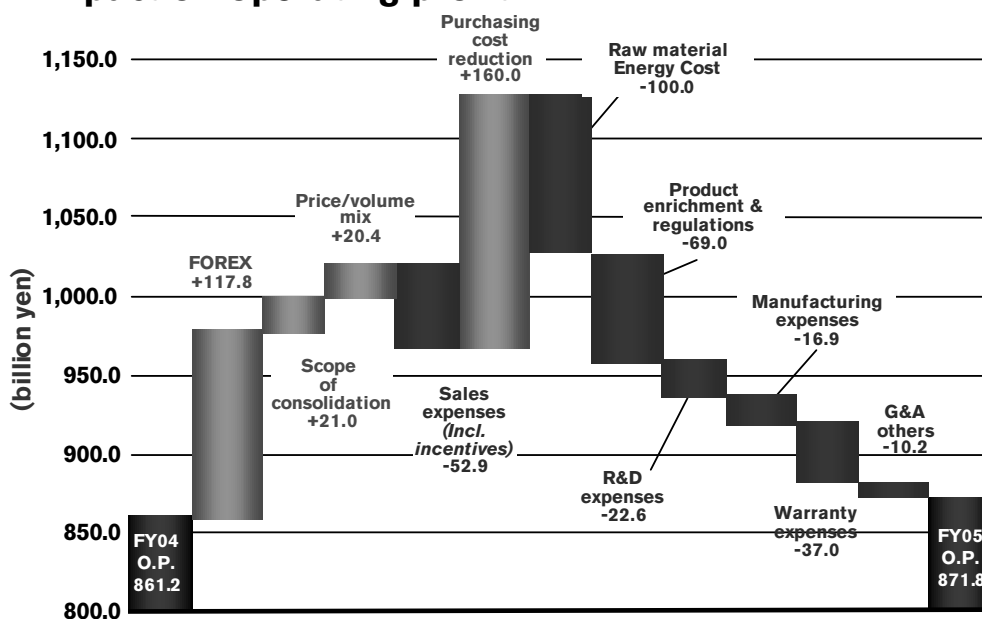 Purchasing
cost
reduction
+160.0
1,150.0
Raw material
Energy Cost
-100.0
1,100.0
Price/volume
mix
+20.4
Product
enrichment &
regulations
-69.0
1,050.0
FOREX
+117.8
1,000.0
Manufacturing
expenses
-16.9
(billion yen)
950.0
Scope
of
consolidation
+21.0
Sales
expenses
(Incl.
incentives)
-52.9
G&A
others
-10.2
900.0
R&D
expenses
-22.6
Warranty
expenses
-37.0
850.0
FY04
O.P.
861.2
FY05
O.P.
871.8
800.0